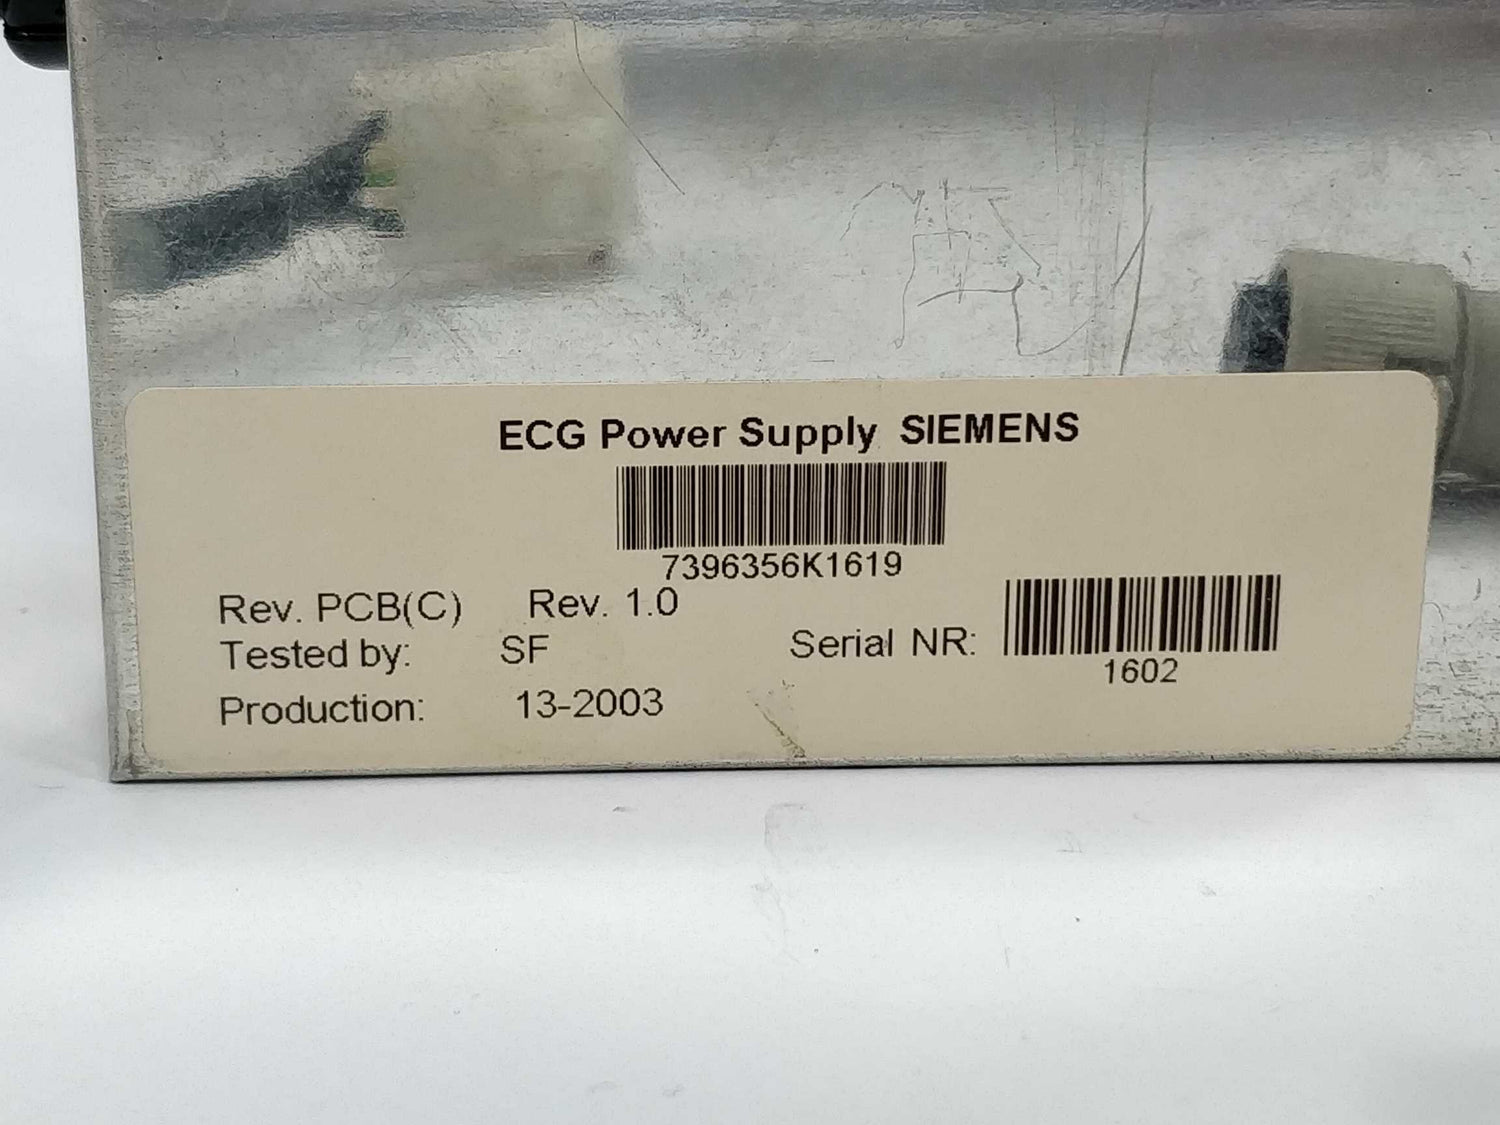 ECG Power Supply SIEMENS
7396356K1619
Rev. PCB(C) Rev. 1.0
Tested by: SF
Serial NR:
1602
Production: 13-2003